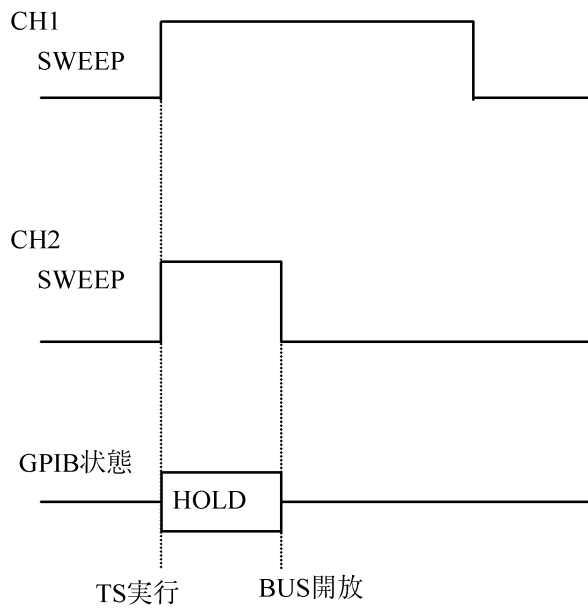 CH1
SWEEP
CH2
SWEEP
GPIB状態
HOLD
TS実行
BUS開放